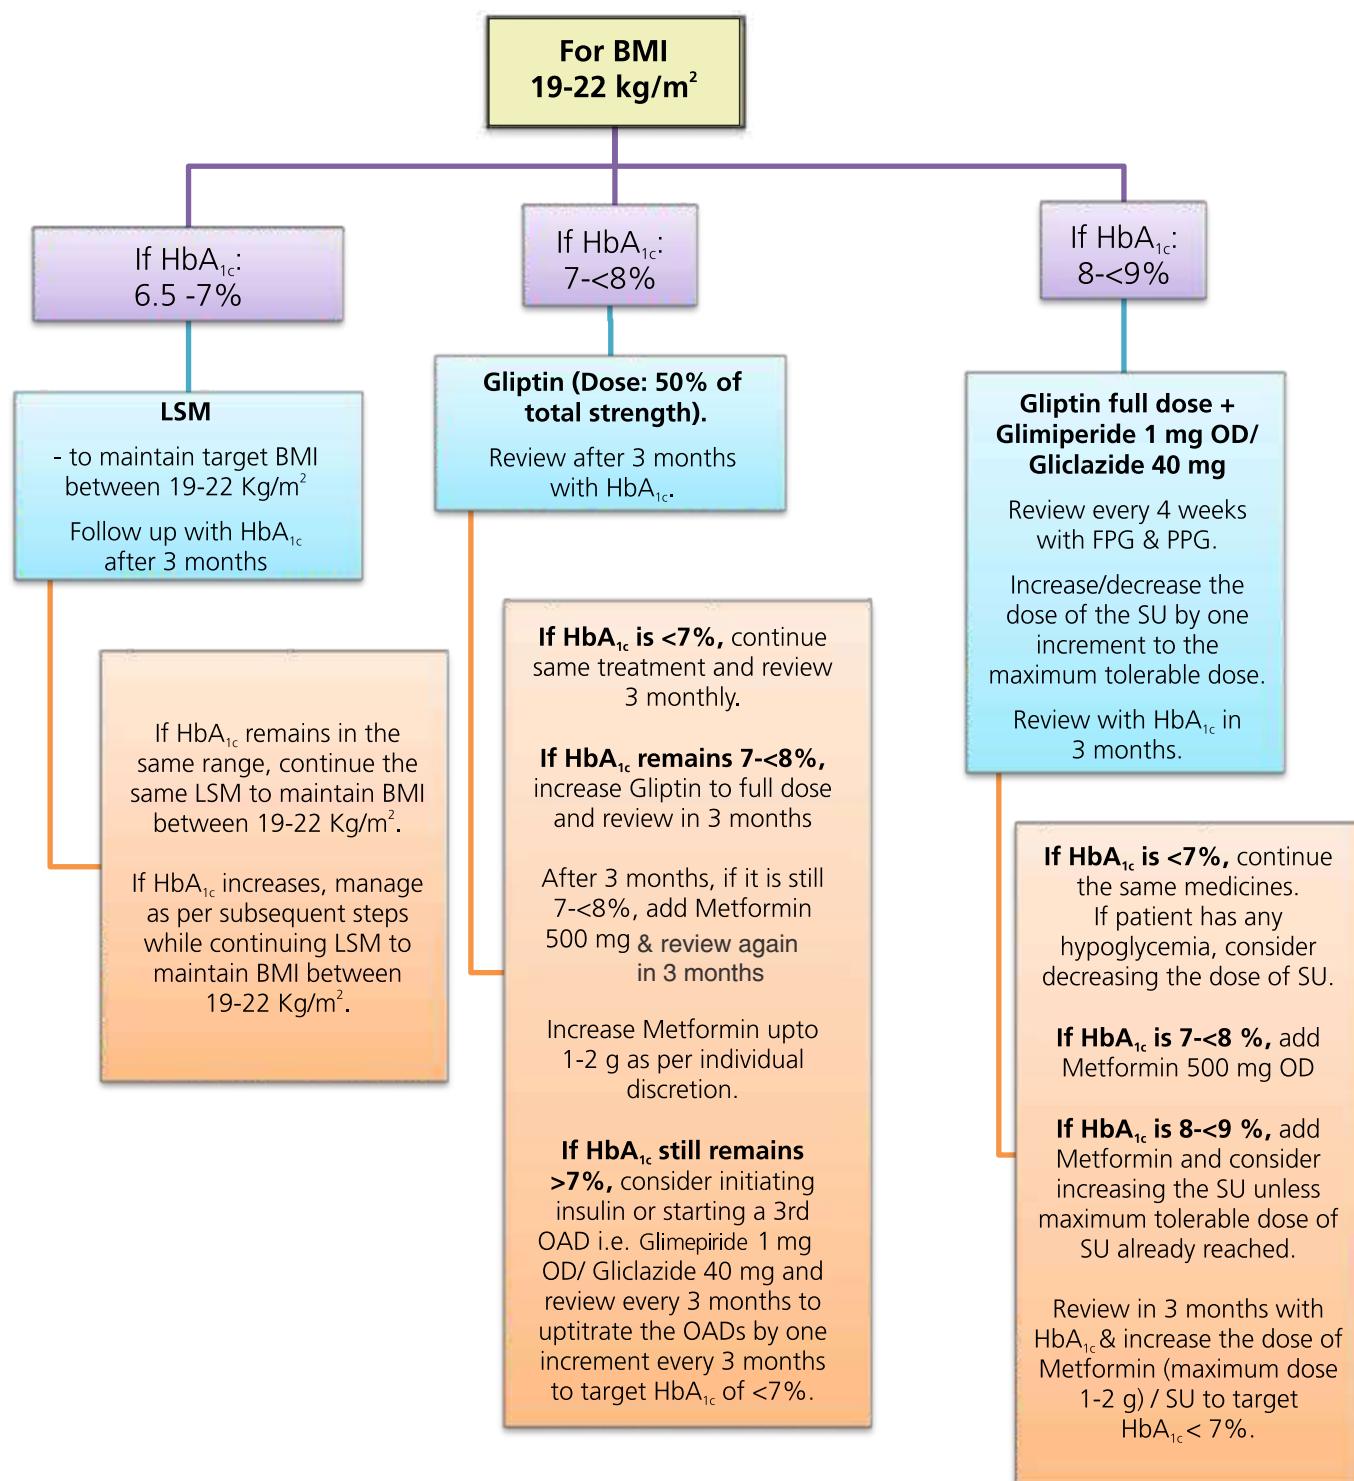 For BMI
19-22 kg/m²
If HbA₁c:
6.5 -7%
LSM
- to maintain target BMI
between 19-22 Kg/m²
Follow up with HbA₁c
after 3 months
If HbA₁c remains in the
same range, continue the
same LSM to maintain BMI
between 19-22 Kg/m².
If HbA₁c increases, manage
as per subsequent steps
while continuing LSM to
maintain BMI between
19-22 Kg/m².
If HbA₁c:
7-<8%
Gliptin (Dose: 50% of
total strength).
Review after 3 months
with HbA₁c.
If HbA₁c is <7%, continue
same treatment and review
3 monthly.
If HbA₁c remains 7-<8%,
increase Gliptin to full dose
and review in 3 months
After 3 months, if it is still
7-<8%, add Metformin
500 mg & review again
in 3 months
Increase Metformin upto
1-2 g as per individual
discretion.
If HbA₁c still remains
>7%, consider initiating
insulin or starting a 3rd
OAD i.e. Glimepiride 1 mg
OD/ Gliclazide 40 mg and
review every 3 months to
uptitrate the OADs by one
increment every 3 months
to target HbA₁c of <7%.
If HbA₁c:
8-<9%
Gliptin full dose +
Glimiperide 1 mg OD/
Gliclazide 40 mg
Review every 4 weeks
with FPG & PPG.
Increase/decrease the
dose of the SU by one
increment to the
maximum tolerable dose.
Review with HbA₁c in
3 months.
If HbA₁c is <7%, continue
the same medicines.
If patient has any
hypoglycemia, consider
decreasing the dose of SU.
If HbA₁c is 7-<8 %, add
Metformin 500 mg OD
If HbA₁c is 8-<9 %, add
Metformin and consider
increasing the SU unless
maximum tolerable dose of
SU already reached.
Review in 3 months with
HbA₁c & increase the dose of
Metformin (maximum dose
1-2 g) / SU to target
HbA₁c < 7%.